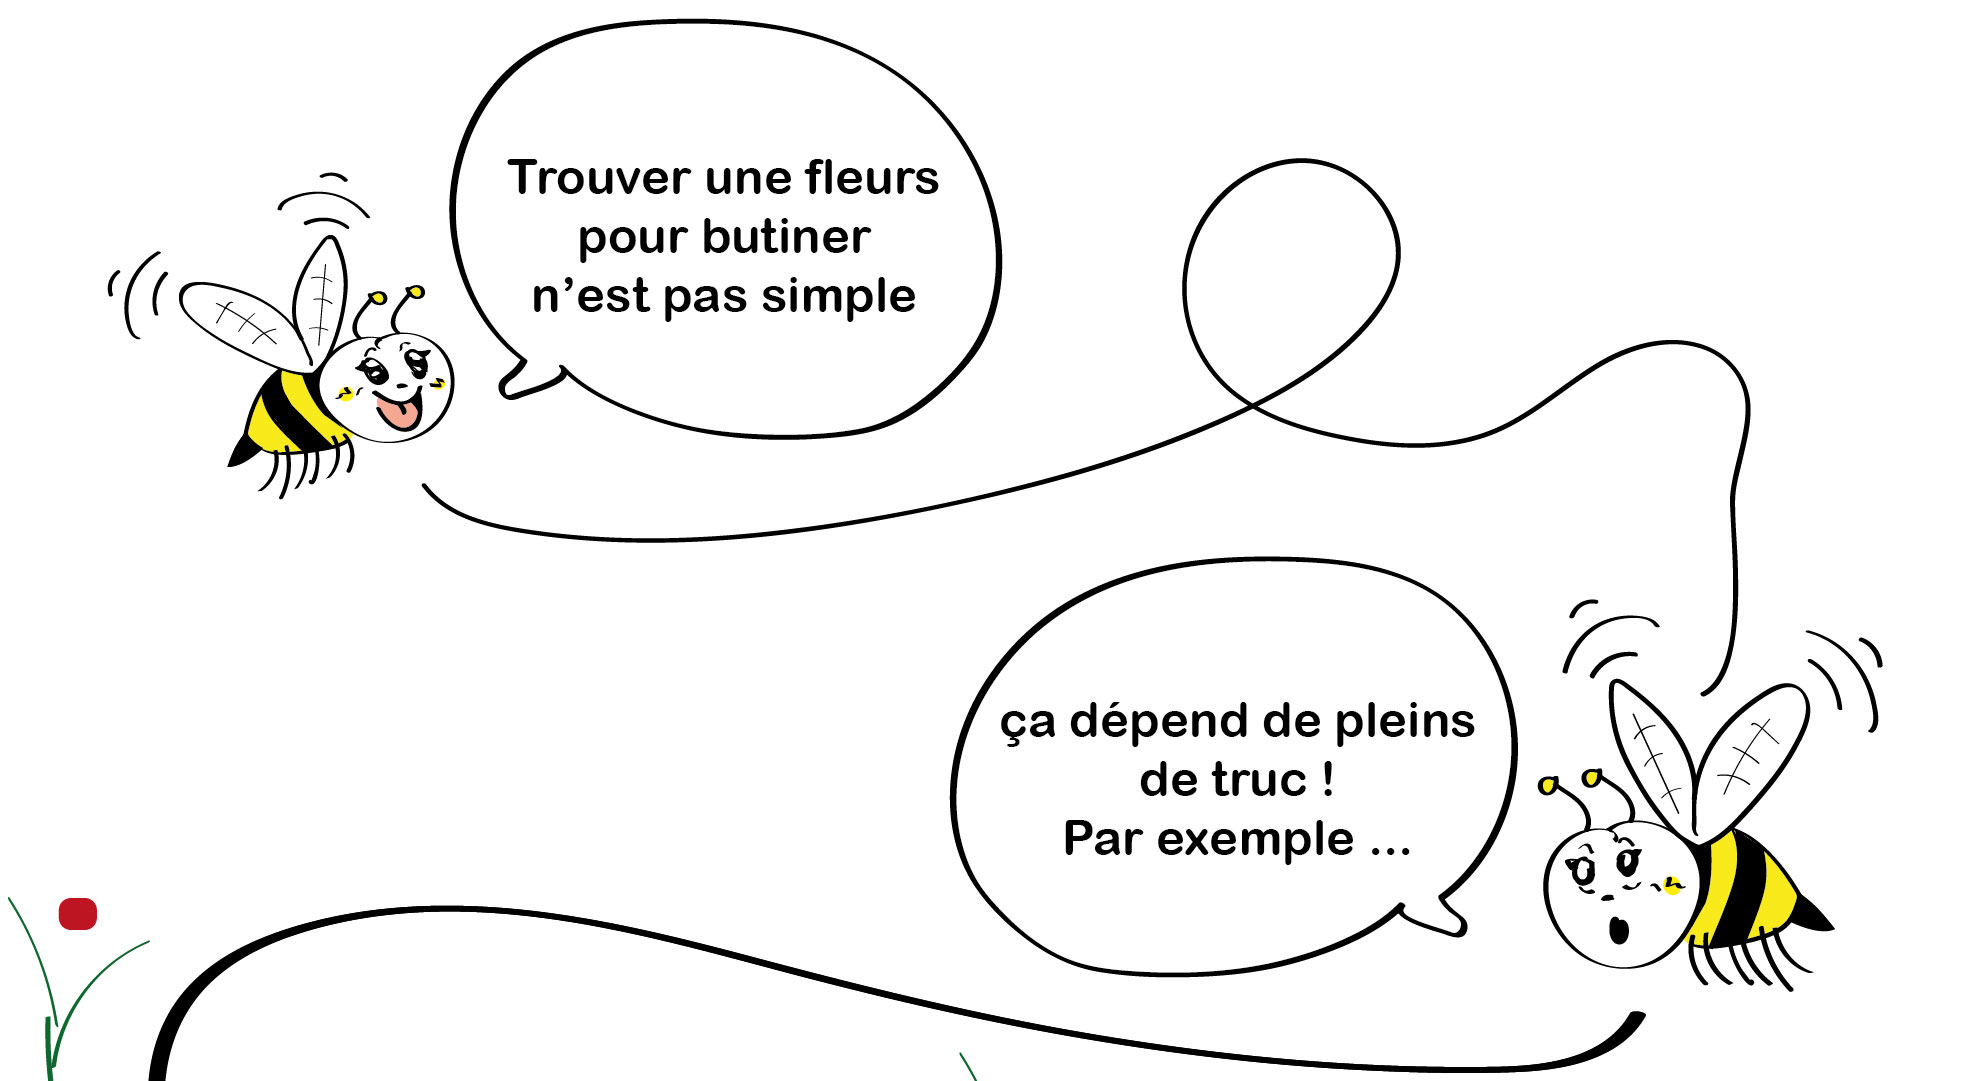 Trouver une fleurs
pour butiner
n’est pas simple
ça dépend de pleins
de truc !
Par exemple ...